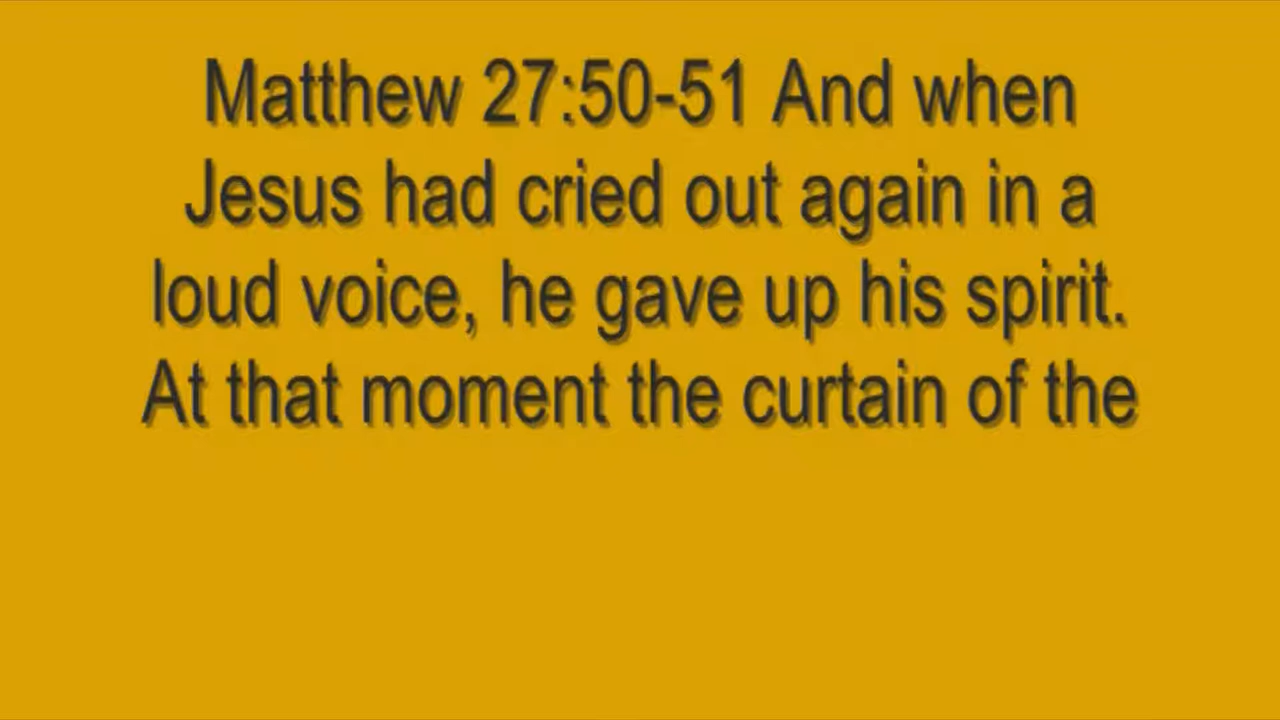 Matthew 27:50-51 And when
Jesus had cried out again in a
loud voice, he gave up his spirit.
At that moment the curtain of the